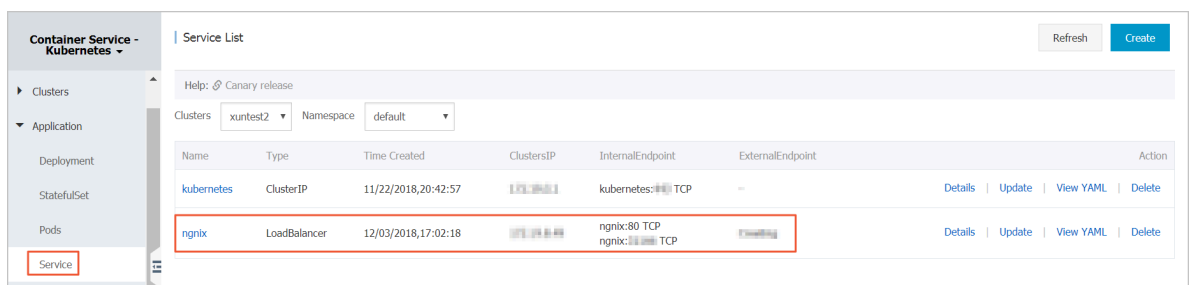 Container Service -
Kubernetes
Service List
Refresh
Create
Clusters
Help: Canary release
Clusters xuntest2 Namespace default
Application
Name Type Time Created ClustersIP InternalEndpoint ExternalEndpoint Action
Deployment
kubernetes ClusterIP 11/22/2018,20:42:57 kubernetes: TCP - Details | Update | View YAML | Delete
StatefulSet
Pods
ngnix LoadBalancer 12/03/2018,17:02:18 ngnix:80 TCP Details | Update | View YAML | Delete
ngnix: TCP
Service